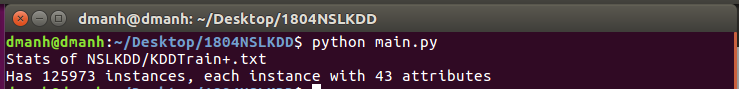 dmanh@dmanh: ~/Desktop/1804NSLKDD
dmanh@dmanh:~/Desktop/1804NSLKDD$ python main.py
Stats of NSLKDD/KDDTrain+.txt
Has 125973 instances, each instance with 43 attributes